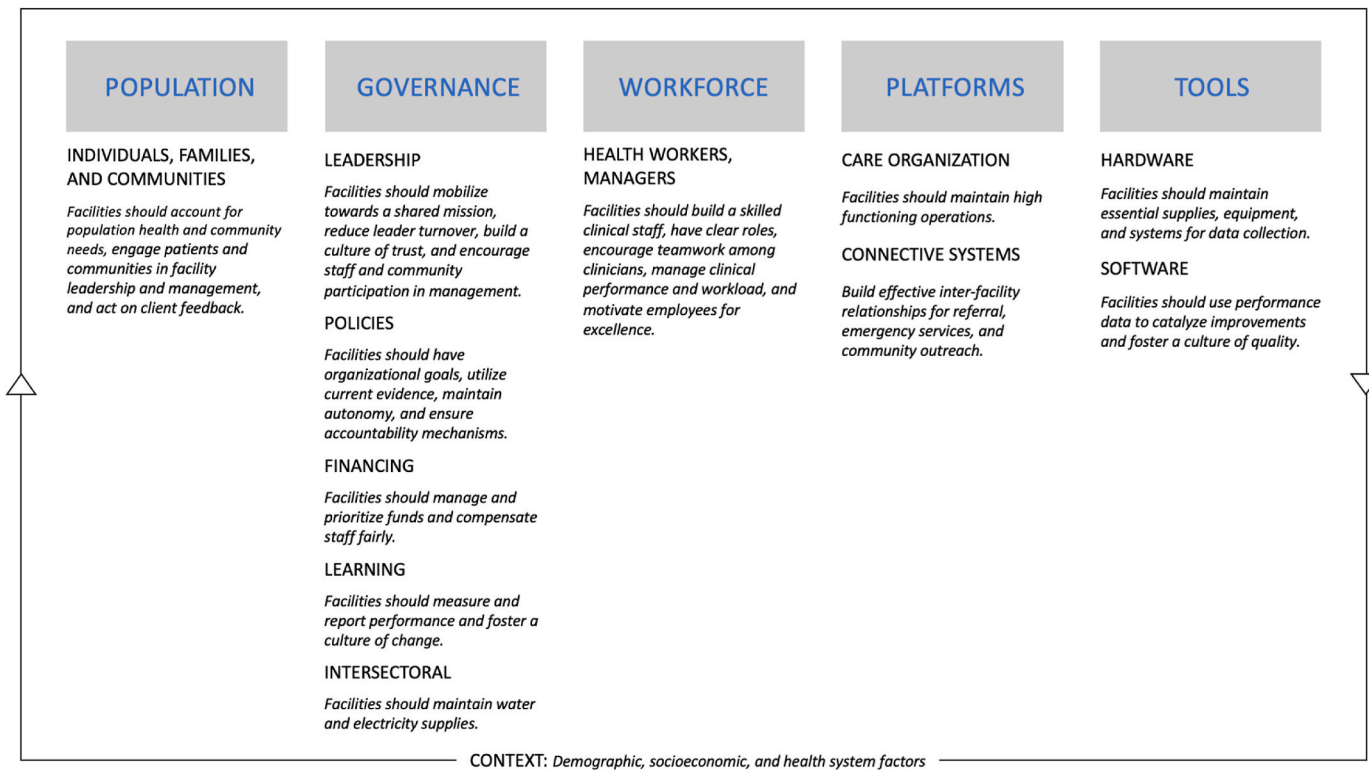 POPULATION
INDIVIDUALS, FAMILIES,
AND COMMUNITIES
Facilities should account for
population health and community
needs, engage patients and
communities in facility
leadership and management,
and act on client feedback.
GOVERNANCE
LEADERSHIP
Facilities should mobilize
towards a shared mission,
reduce leader turnover, build a
culture of trust, and encourage
staff and community
participation in management.
POLICIES
Facilities should have
organizational goals, utilize
current evidence, maintain
autonomy, and ensure
accountability mechanisms.
FINANCING
Facilities should manage and
prioritize funds and compensate
staff fairly.
LEARNING
Facilities should measure and
report performance and foster a
culture of change.
INTERSECTORAL
Facilities should maintain water
and electricity supplies.
WORKFORCE
HEALTH WORKERS,
MANAGERS
Facilities should build a skilled
clinical staff, have clear roles,
encourage teamwork among
clinicians, manage clinical
performance and workload, and
motivate employees for
excellence.
PLATFORMS
CARE ORGANIZATION
Facilities should maintain high
functioning operations.
CONNECTIVE SYSTEMS
Build effective inter-facility
relationships for referral,
emergency services, and
community outreach.
TOOLS
HARDWARE
Facilities should maintain
essential supplies, equipment,
and systems for data collection.
SOFTWARE
Facilities should use performance
data to catalyze improvements
and foster a culture of quality.
CONTEXT: Demographic, socioeconomic, and health system factors